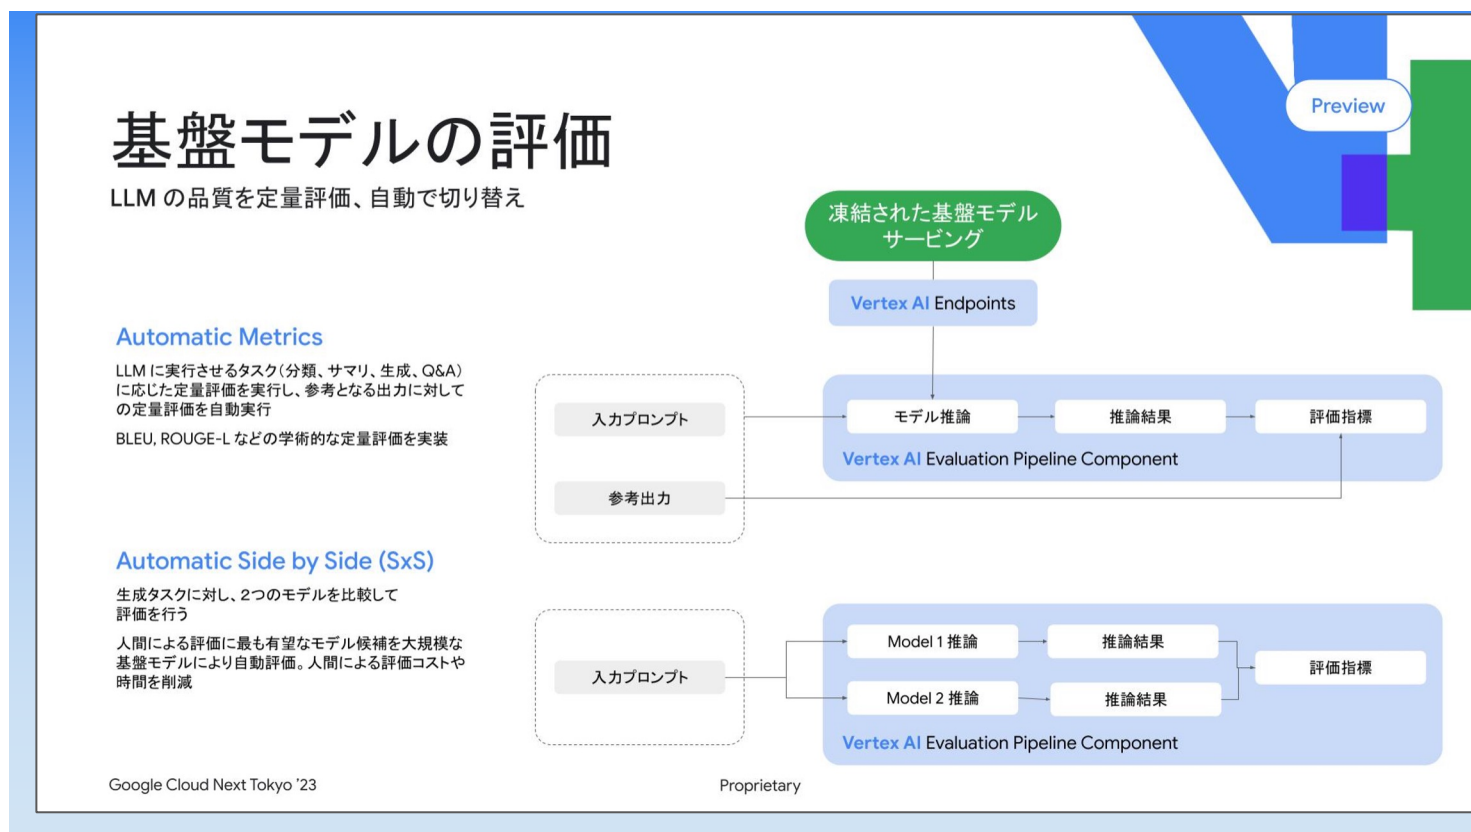 Preview
基盤モデルの評価
LLM の品質を定量評価、自動で切り替え
凍結された基盤モデル
サービング
Vertex AI Endpoints
Automatic Metrics
LLM に実行させるタスク（分類、サマリ、生成、Q&A）
に応じた定量評価を実行し、参考となる出力に対して
の定量評価を自動実行
BLEU, ROUGE-L などの学術的な定量評価を実装
入力プロンプト
参考出力
モデル推論
推論結果
評価指標
Vertex AI Evaluation Pipeline Component
Automatic Side by Side (SxS)
生成タスクに対し、2つのモデルを比較して
評価を行う
人間による評価に最も有望なモデル候補を大規模な
基盤モデルにより自動評価。人間による評価コストや
時間を削減
入力プロンプト
Model 1 推論
推論結果
Model 2 推論
推論結果
評価指標
Vertex AI Evaluation Pipeline Component
Google Cloud Next Tokyo ’23
Proprietary